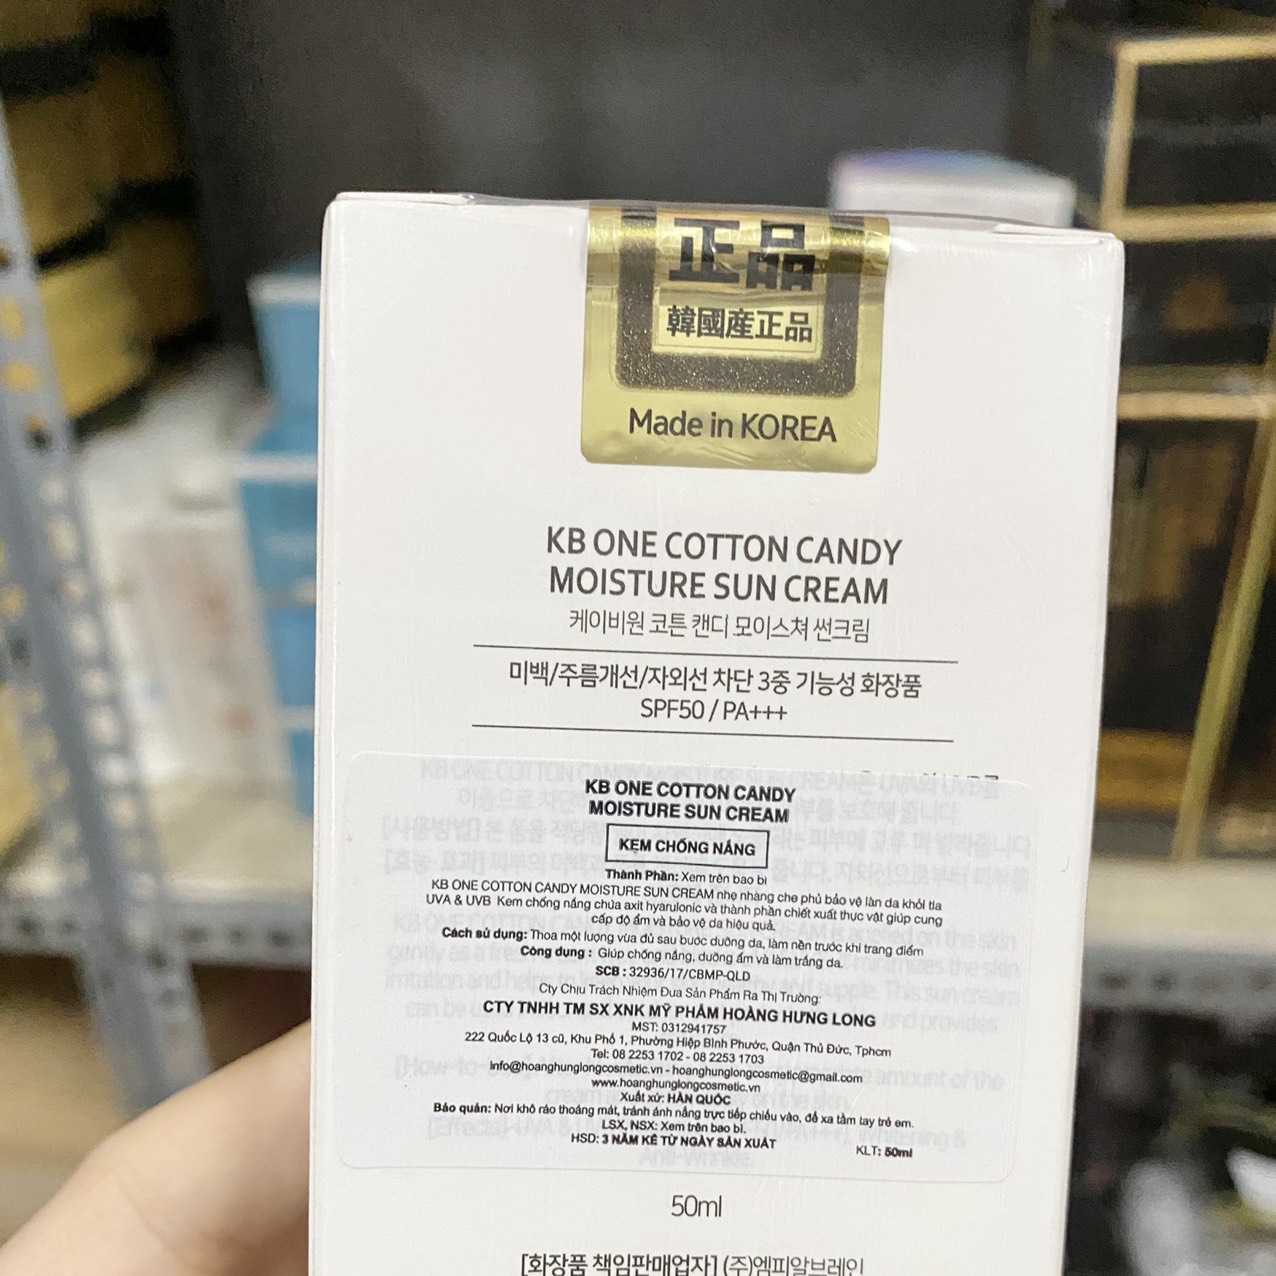 正品
韓國産正品
Made in KOREA
KB ONE COTTON CANDY
MOISTURE SUN CREAM
케이비원 코튼 캔디 모이스쳐 썬크림
미백/주름개선/자외선 차단 3중 기능성 화장품
SPF50 / PA+++
KB ONE COTTON CANDY
MOISTURE SUN CREAM
KEM CHỐNG NẮNG
Thành Phần: Xem trên bao bì
KB ONE COTTON CANDY MOISTURE SUN CREAM nhẹ nhàng che phủ bảo vệ làn da khỏi tia
UVA & UVB Kem chống nắng chứa axit hyarulonic và thành phần chiết xuất thực vật giúp cung
cấp độ ẩm và bảo vệ da hiệu quả.
Cách sử dụng: Thoa một lượng vừa đủ sau bước dưỡng da, làm nền trước khi trang điểm
Công dụng : Giúp chống nắng, dưỡng ẩm và làm trắng da.
SCB : 32936/17/CBMP-QLD
Cty Chịu Trách Nhiệm Đưa Sản Phẩm Ra Thị Trường:
CTY TNHH TM SX XNK MỸ PHẨM HOÀNG HƯNG LONG
MST: 0312941757
222 Quốc Lộ 13 cũ, Khu Phố 1, Phường Hiệp Bình Phước, Quận Thủ Đức, Tphcm
Tel: 08 2253 1702 - 08 2253 1703
info@hoanghunglongcosmetic.vn - hoanghunglongcosmetic@gmail.com
www.hoanghunglongcosmetic.vn
Xuất xứ: HÀN QUỐC
Bảo quản: Nơi khô ráo thoáng mát, tránh ánh nắng trực tiếp chiếu vào, để xa tầm tay trẻ em.
LSX, NSX: Xem trên bao bì.
HSD: 3 NĂM KỂ TỪ NGÀY SẢN XUẤT
KLT: 50ml
50ml
[화장품 책임판매업자] (주)엠피알브레인